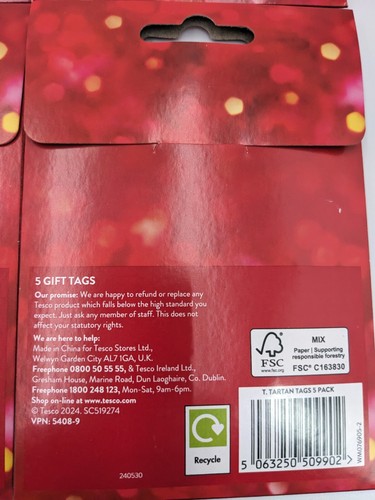 5 GIFT TAGS
Our promise: We are happy to refund or replace any
Tesco product which falls below the high standard you
expect. Just ask any member of staff. This does not
affect your statutory rights.
We are here to help:
Made in China for Tesco Stores Ltd.,
Welwyn Garden City AL7 1GA, U.K.
Freephone 0800 50 55 55, & Tesco Ireland Ltd.,
Gresham House, Marine Road, Dun Laoghaire, Co. Dublin.
Freephone 1800 248 123, Mon-Sat, 9am-6pm.
Shop on-line at www.tesco.com
© Tesco 2024. SC519274
VPN: 5408-9
240530
Recycle
FSC
www.fsc.org
MIX
Paper | Supporting
responsible forestry
FSC® C163830
T. TARTAN TAGS 5 PACK
5 063250 509902 >
WM076905-2